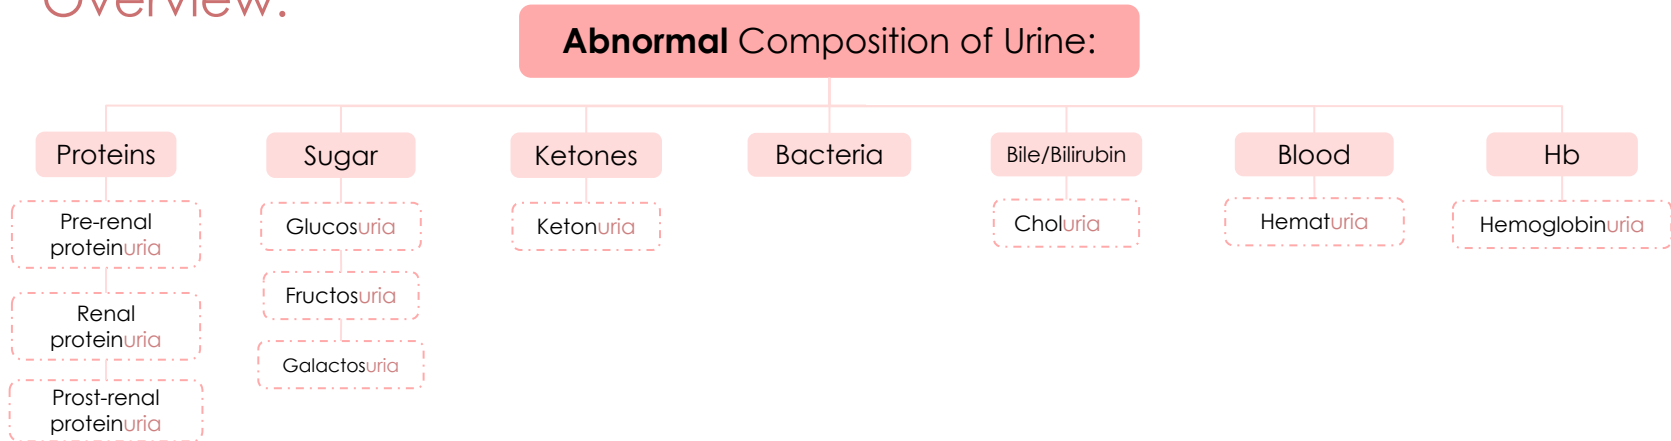 Overview:
Abnormal Composition of Urine:
Proteins
Sugar
Ketones
Bacteria
Bile/Bilirubin
Blood
Hb
Pre-renal
proteinuria
Glucosuria
Ketonuria
Choluria
Hematuria
Hemoglobinuria
Fructosuria
Renal
proteinuria
Galactosuria
Prost-renal
proteinuria